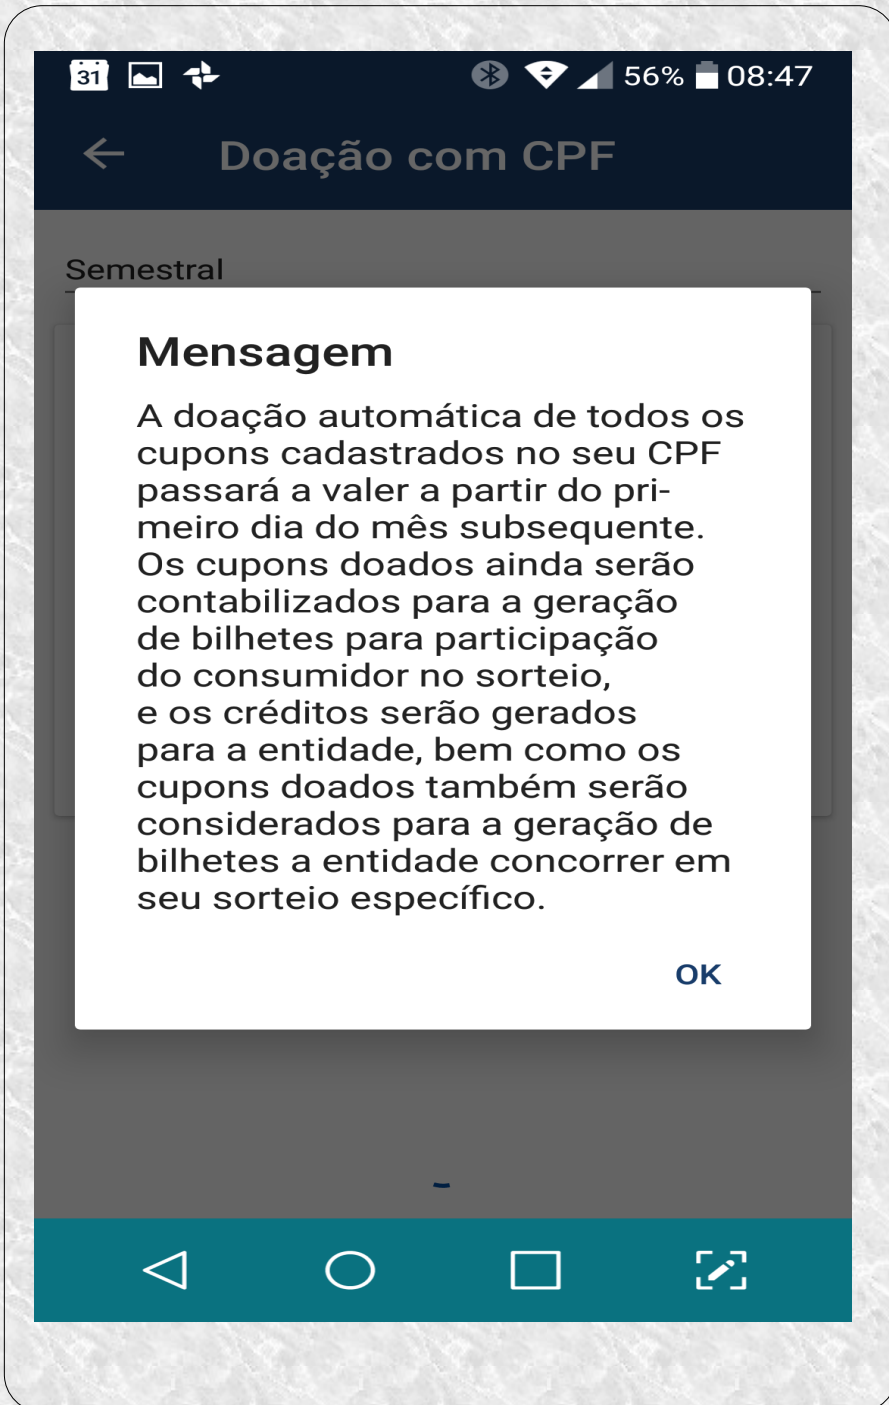 31 56% 08:47
Doação com CPF
Semestral
Mensagem
A doação automática de todos os
cupons cadastrados no seu CPF
passará a valer a partir do pri-
meiro dia do mês subsequente.
Os cupons doados ainda serão
contabilizados para a geração
de bilhetes para participação
do consumidor no sorteio,
e os créditos serão gerados
para a entidade, bem como os
cupons doados também serão
considerados para a geração de
bilhetes a entidade concorrer em
seu sorteio específico.
OK